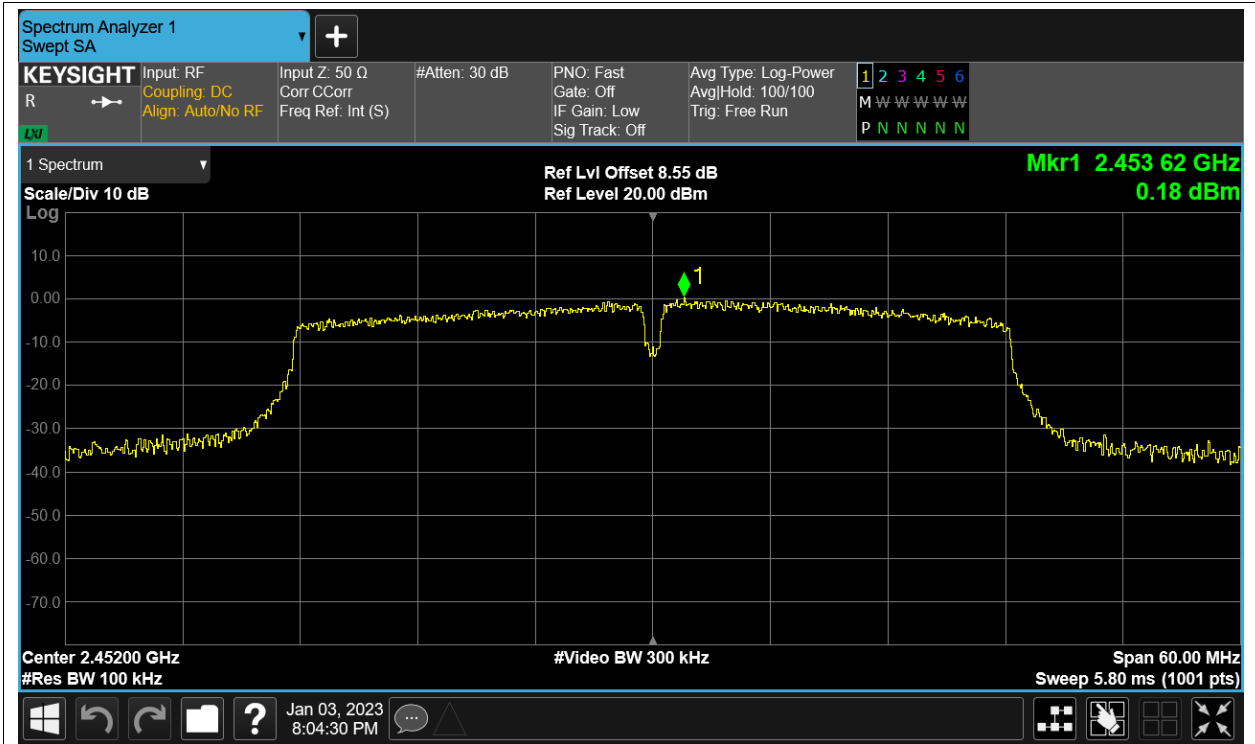 Spectrum Analyzer 1
Swept SA
+
KEYSIGHT
R
LXI
Input: RF
Coupling: DC
Align: Auto/No RF
Input Z: 50 Ω
Corr CCorr
Freq Ref: Int (S)
#Atten: 30 dB
PNO: Fast
Gate: Off
IF Gain: Low
Sig Track: Off
Avg Type: Log-Power
Avg|Hold: 100/100
Trig: Free Run
1 2 3 4 5 6
M W W W W W W
P N N N N N N
1 Spectrum
Scale/Div 10 dB
Log
Ref Lvl Offset 8.55 dB
Ref Level 20.00 dBm
Mkr1 2.453 62 GHz
0.18 dBm
10.0
0.00
-10.0
-20.0
-30.0
-40.0
-50.0
-60.0
-70.0
1
Center 2.45200 GHz
#Res BW 100 kHz
#Video BW 300 kHz
Span 60.00 MHz
Sweep 5.80 ms (1001 pts)
?
Jan 03, 2023
8:04:30 PM